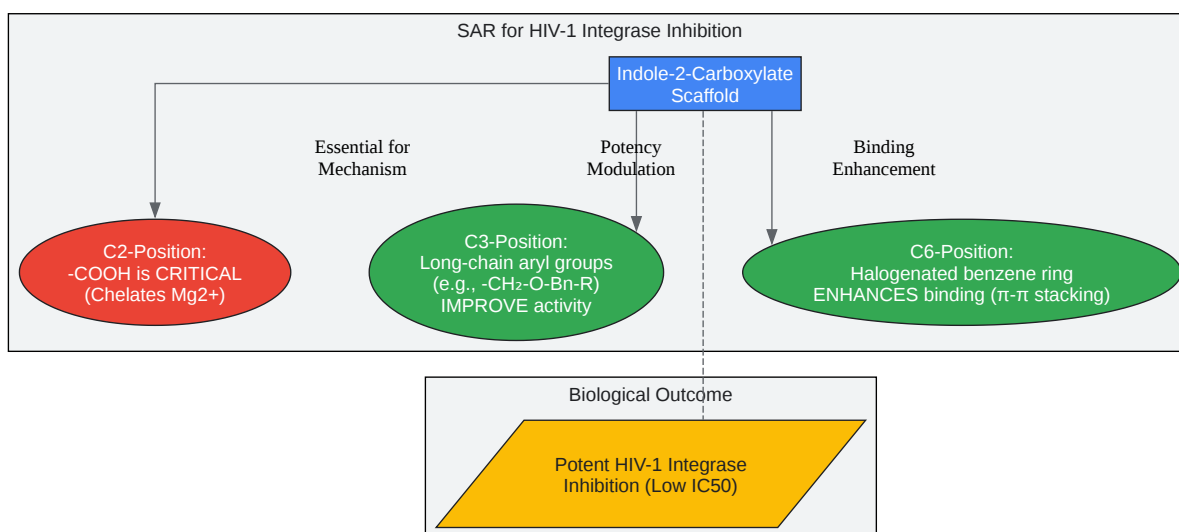 SAR for HIV-1 Integrase Inhibition
Indole-2-Carboxylate
Scaffold
Essential for
Mechanism
Potency
Modulation
Binding
Enhancement
C2-Position:
-COOH is CRITICAL
(Chelates Mg2+)
C3-Position:
Long-chain aryl groups
(e.g., -CH₂-O-Bn-R)
IMPROVE activity
C6-Position:
Halogenated benzene ring
ENHANCES binding (π-π stacking)
Biological Outcome
Potent HIV-1 Integrase
Inhibition (Low IC50)